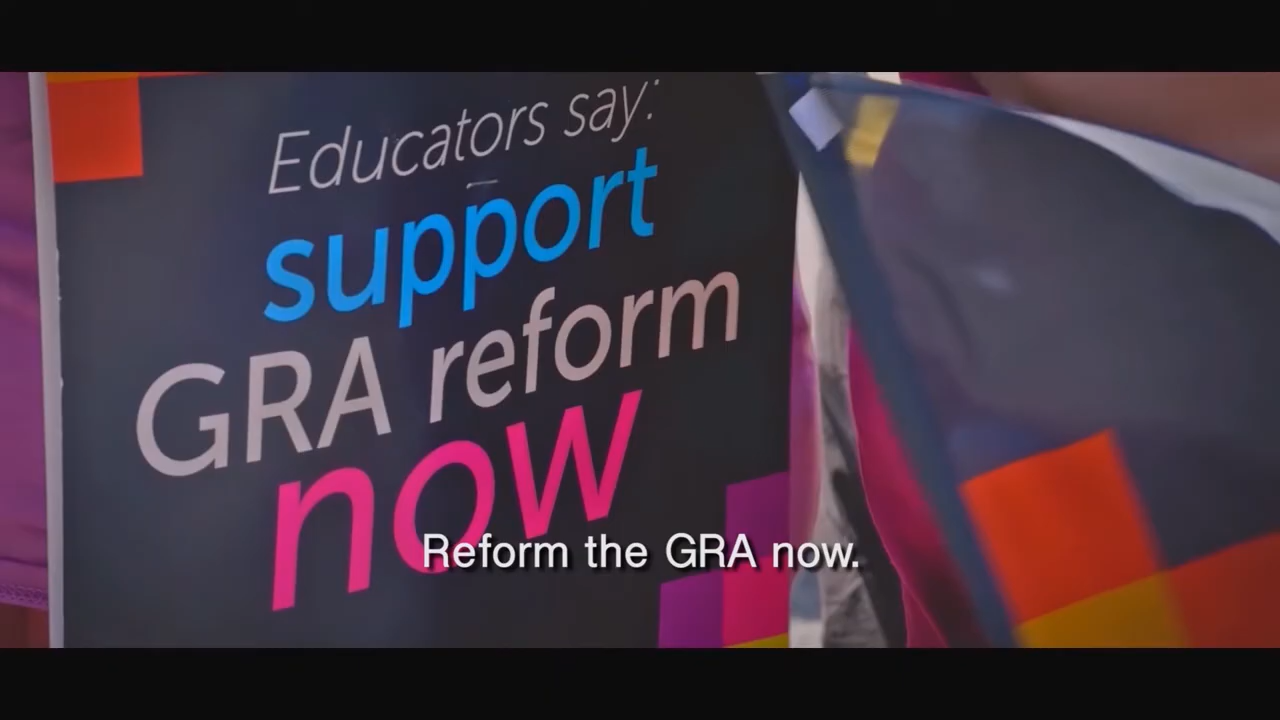 Educators say:
support
GRA reform
now
Reform the GRA now.